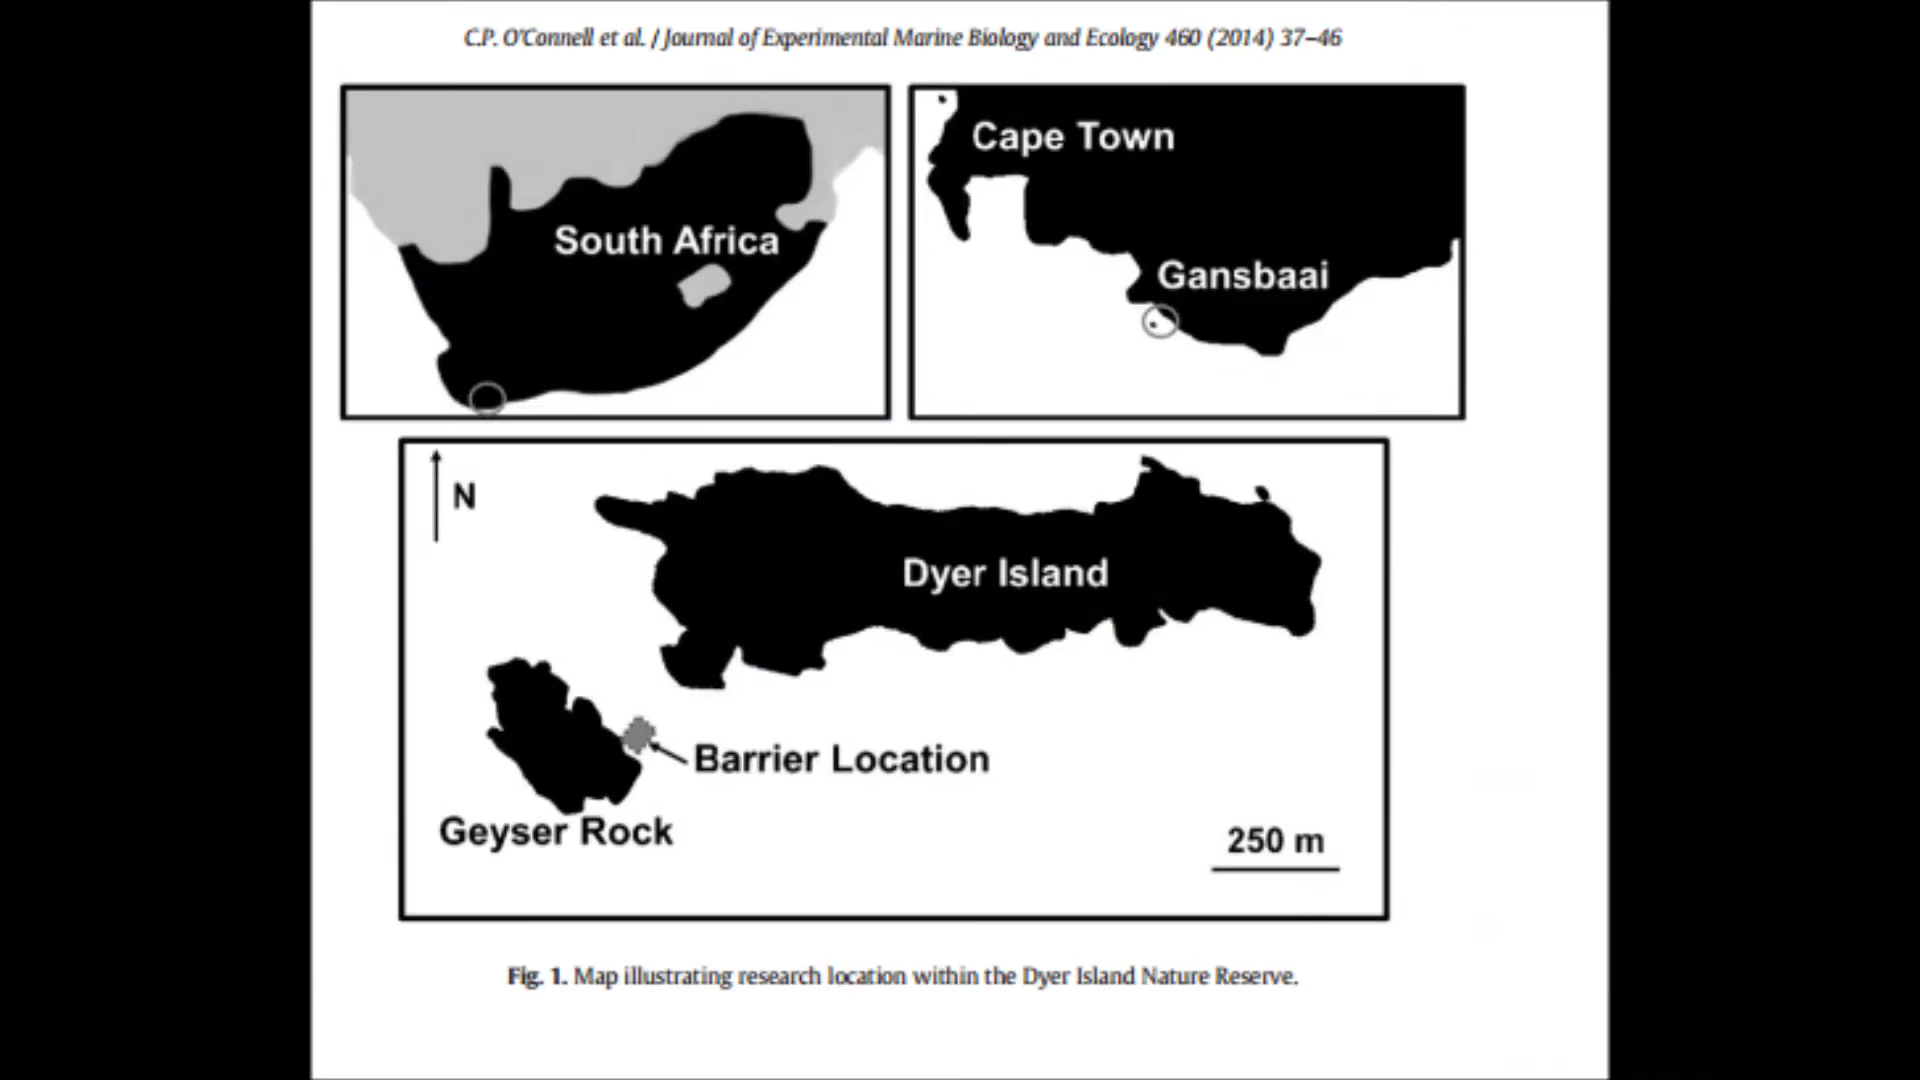 C.P. O'Connell et al. / Journal of Experimental Marine Biology and Ecology 460 (2014) 37–46
South Africa
Cape Town
Gansbaai
N
Dyer Island
Barrier Location
Geyser Rock
250 m
Fig. 1. Map illustrating research location within the Dyer Island Nature Reserve.